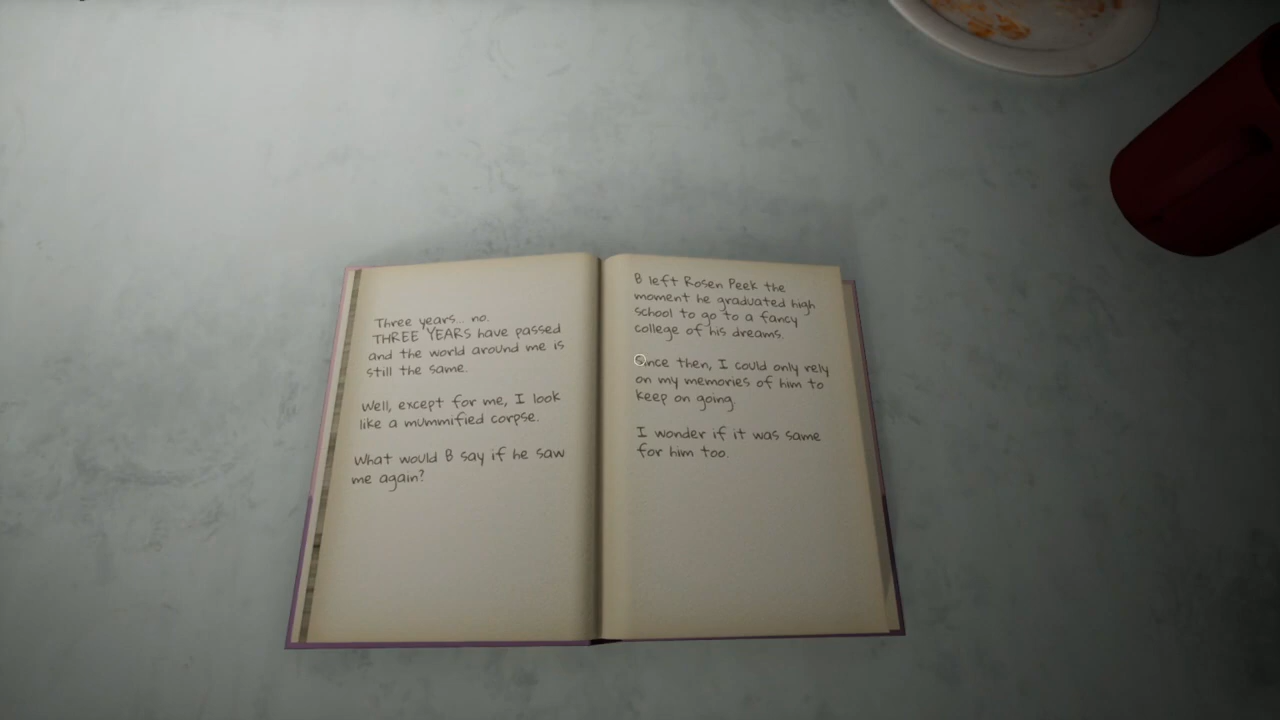 Three years... no.
THREE YEARS have passed
and the world around me is
still the same.
Well, except for me, I look
like a mummified corpse.
What would B say if he saw
me again?
B left Rosen Peek the
moment he graduated high
school to go to a fancy
college of his dreams.
Since then, I could only rely
on my memories of him to
keep on going.
I wonder if it was same
for him too.